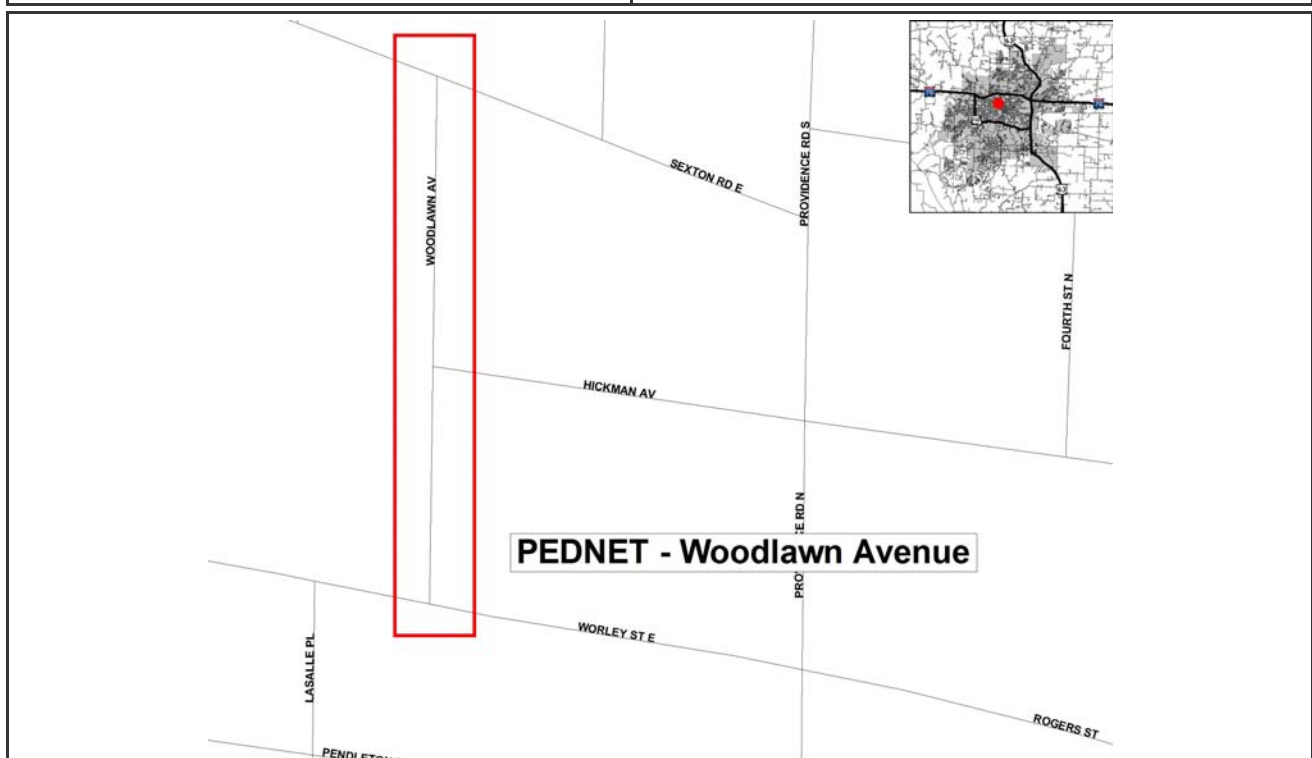 SEXTON RD E
PROVIDENCE RD S
WOODLAWN AV
FOURTH ST N
HICKMAN AV
PEDNET - Woodlawn Avenue
WORLEY ST E
LASALLE PL
ROGERS ST